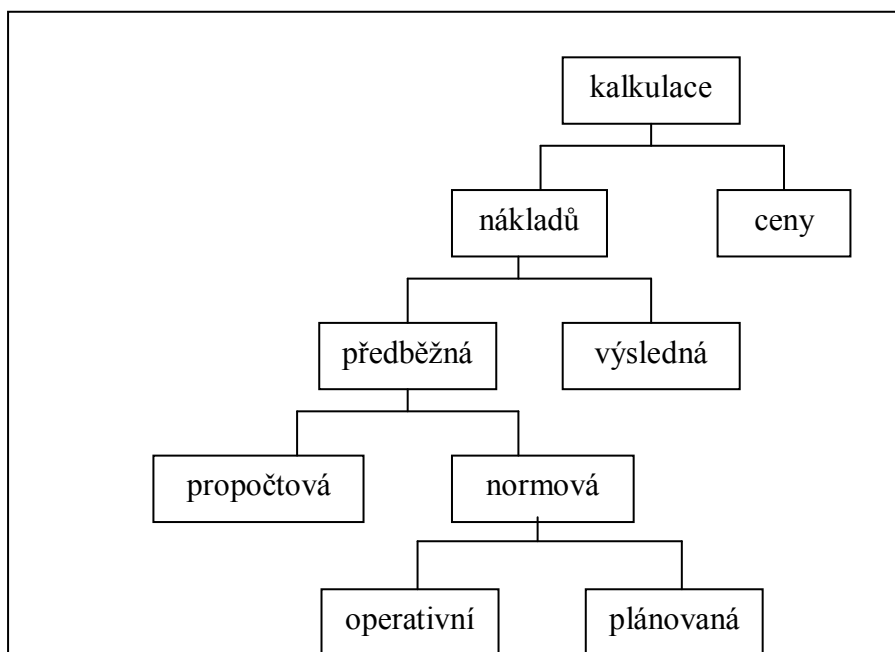 kalkulace
nákladů
ceny
předběžná
výsledná
propočtová
normová
operativní
plánovaná